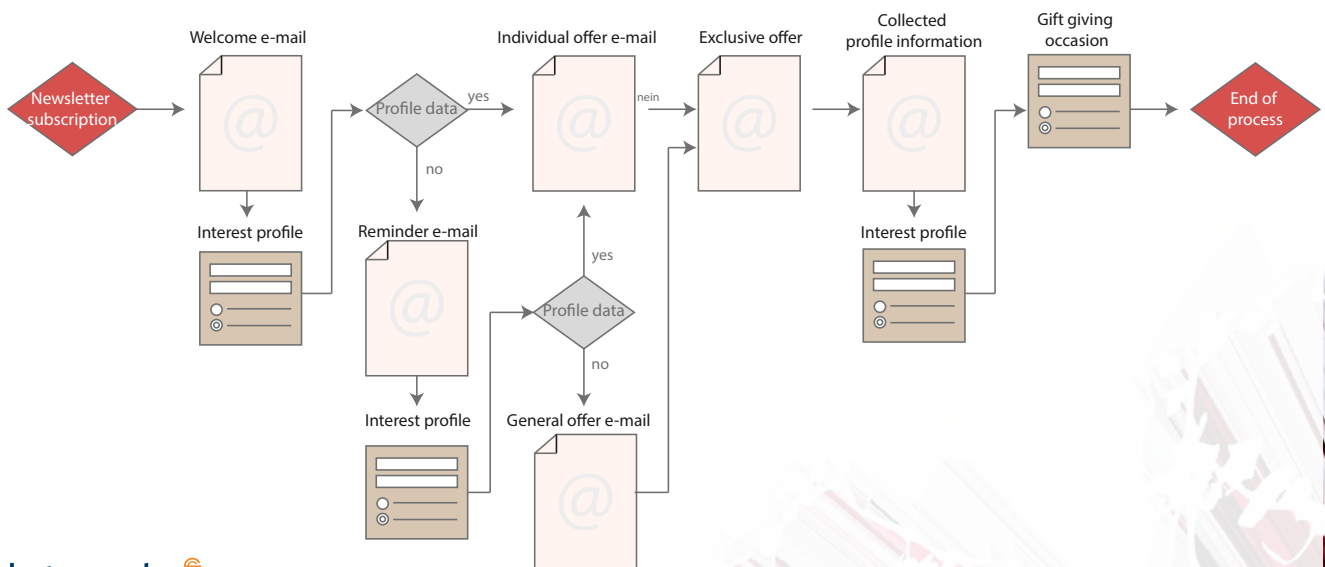 Welcome e-mail
Individual offer e-mail
Exclusive offer
Collected
profile information
Gift giving
occasion
Newsletter
subscription
@
Profile data
yes
@
nein
@
@
End of
process
no
Interest profile
Reminder e-mail
Interest profile
@
yes
Profile data
no
Interest profile
General offer e-mail
@